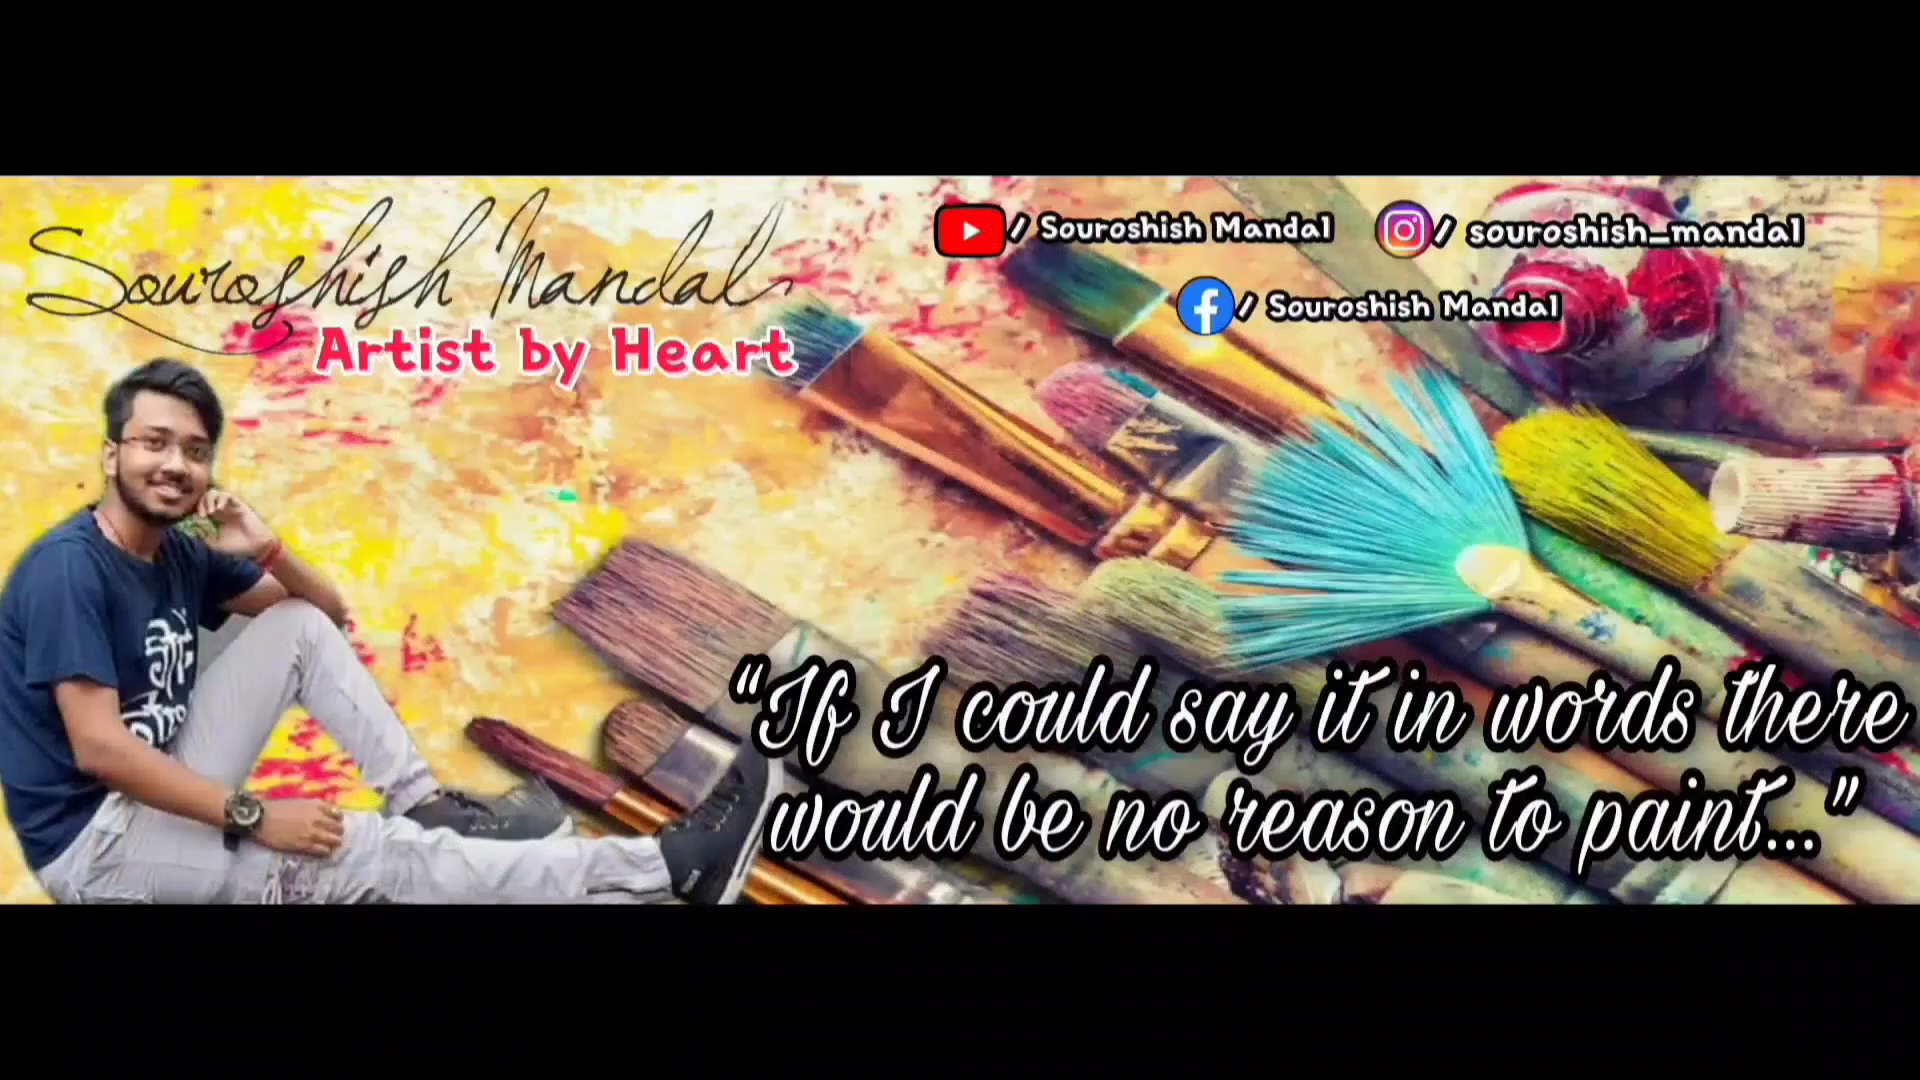 Souroshish Mandal
Artist by Heart
/ Souroshish Mandal
/ souroshish_mandal
/ Souroshish Mandal
“If I could say it in words there
would be no reason to paint...”